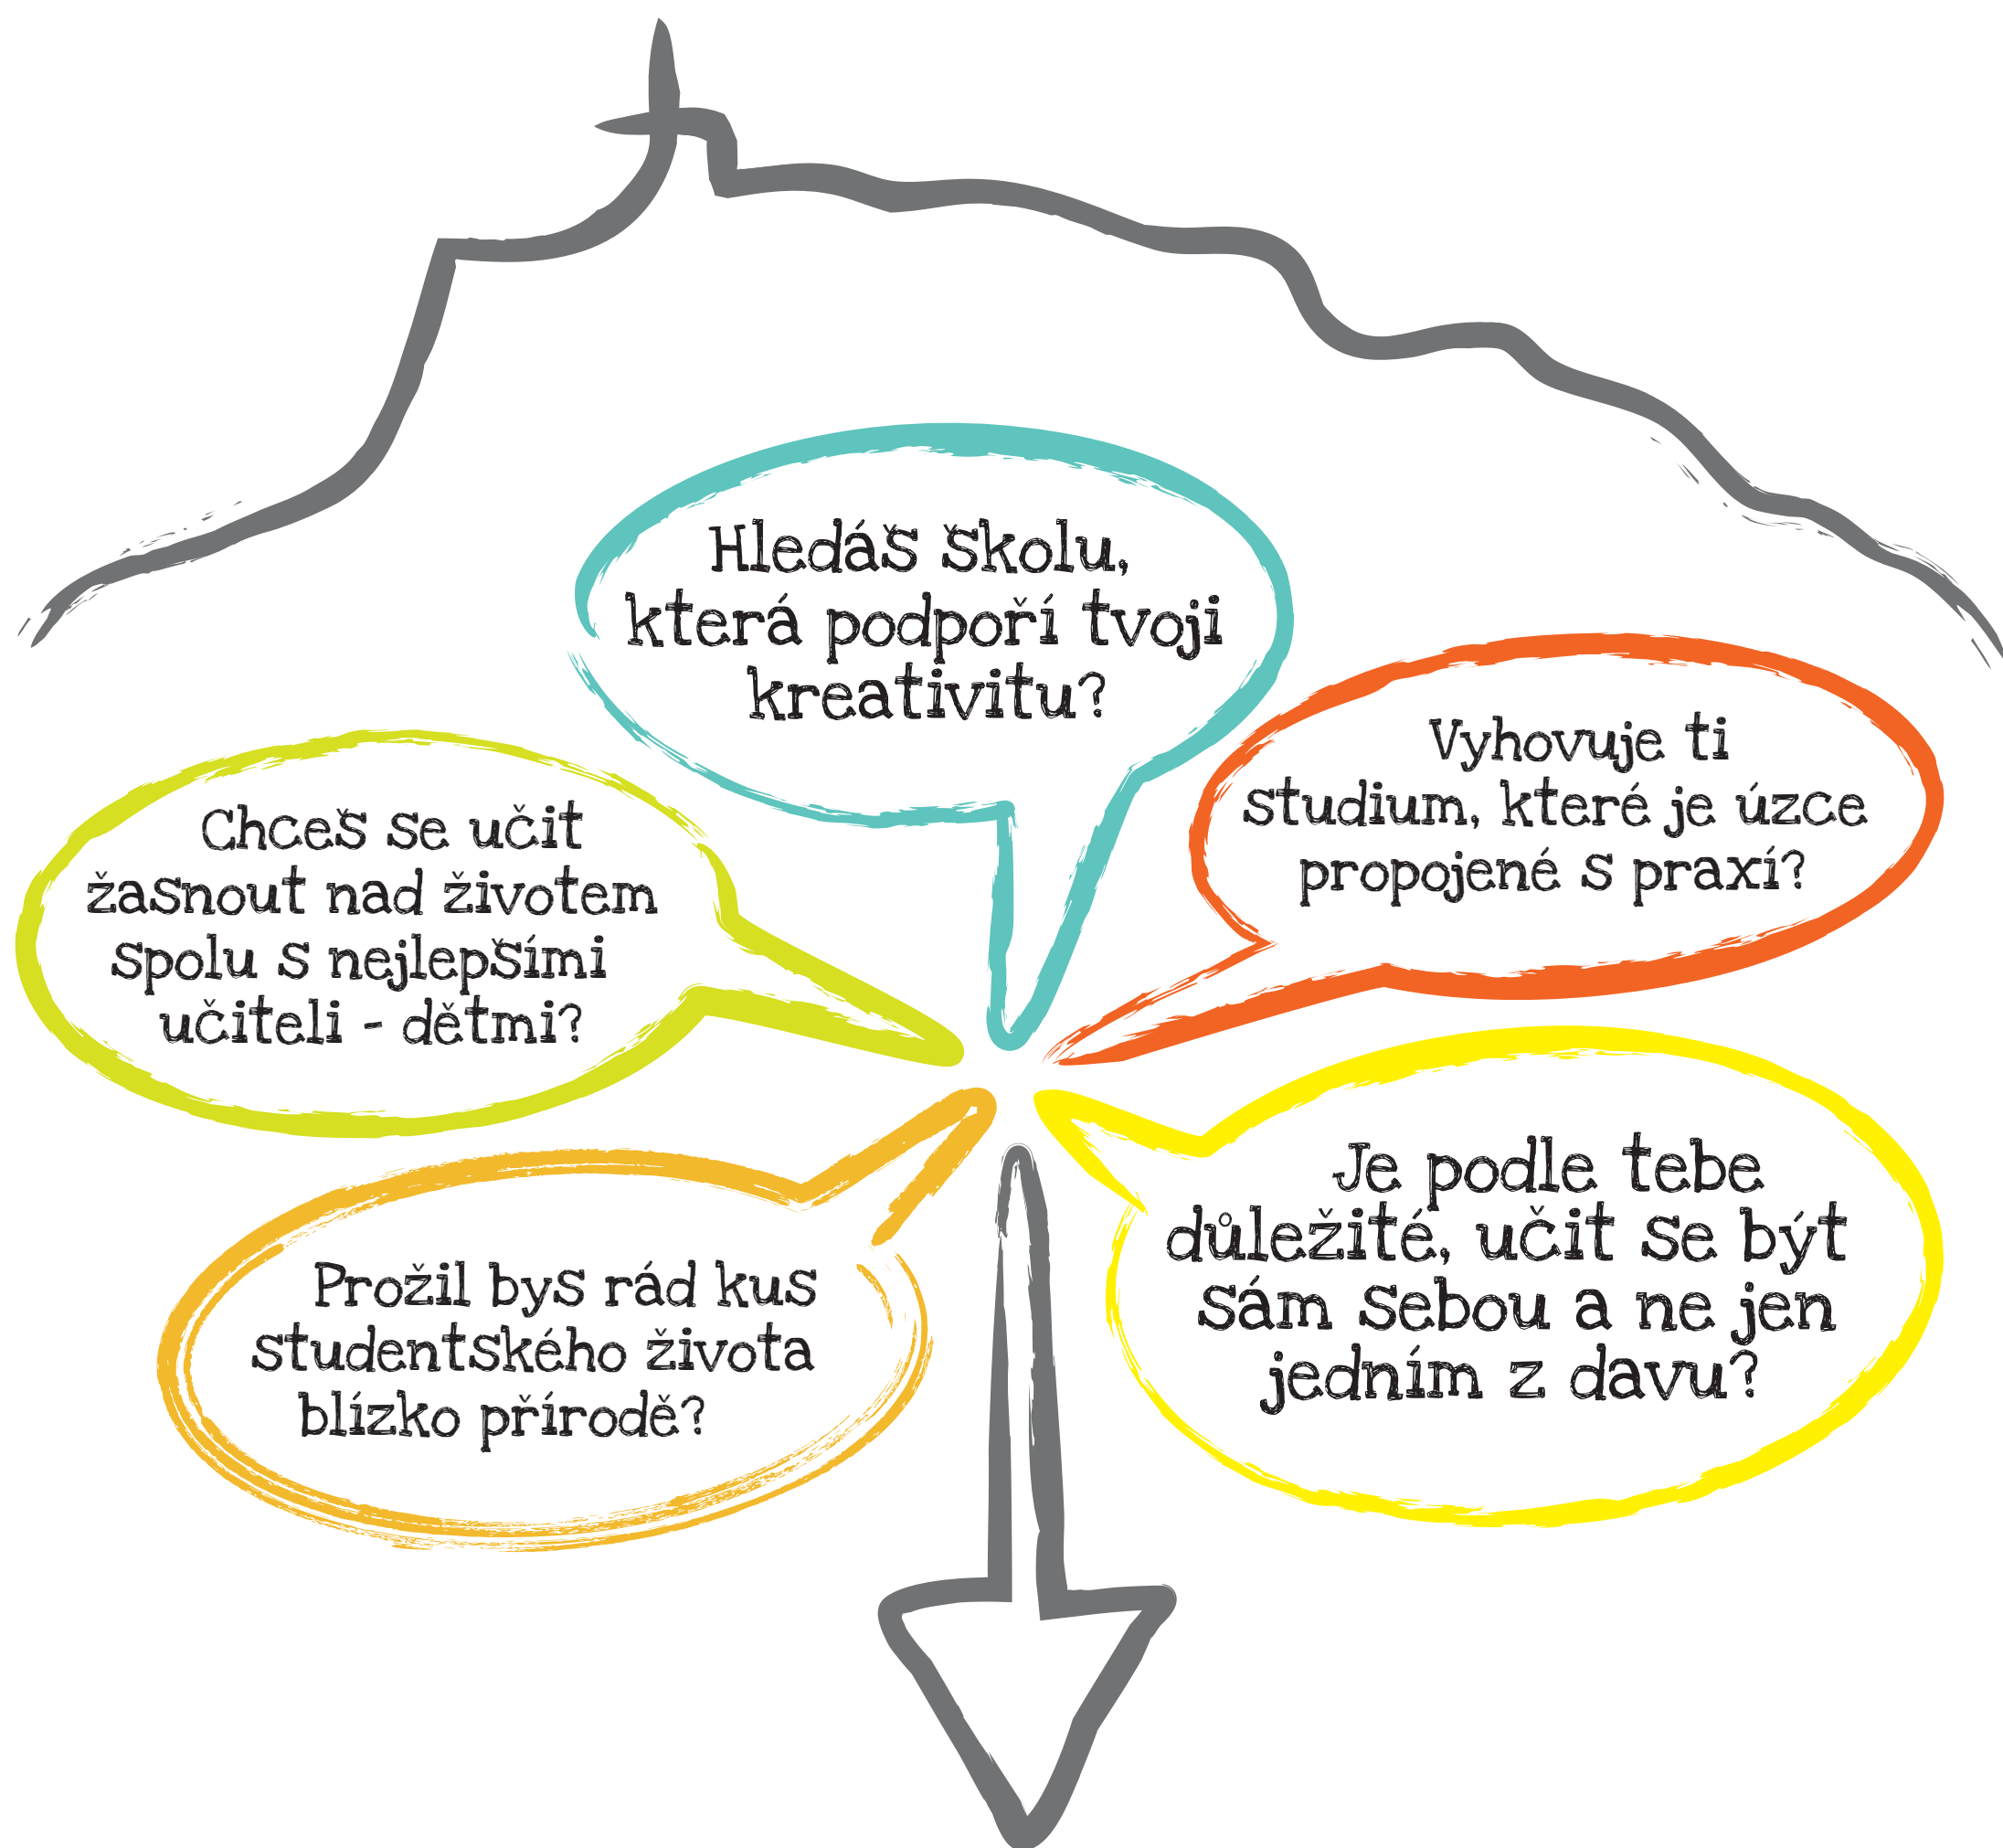 Hledáš školu,
která podpoří tvoji
kreativitu?
Vyhovuje ti
studium, které je úzce
propojené s praxí?
Chceš se učit
žasnout nad životem
spolu s nejlepšími
učiteli - dětmi?
Je podle tebe
důležité, učit se být
sám sebou a ne jen
jedním z davu?
Prožil bys rád kus
studentského života
blízko přírodě?